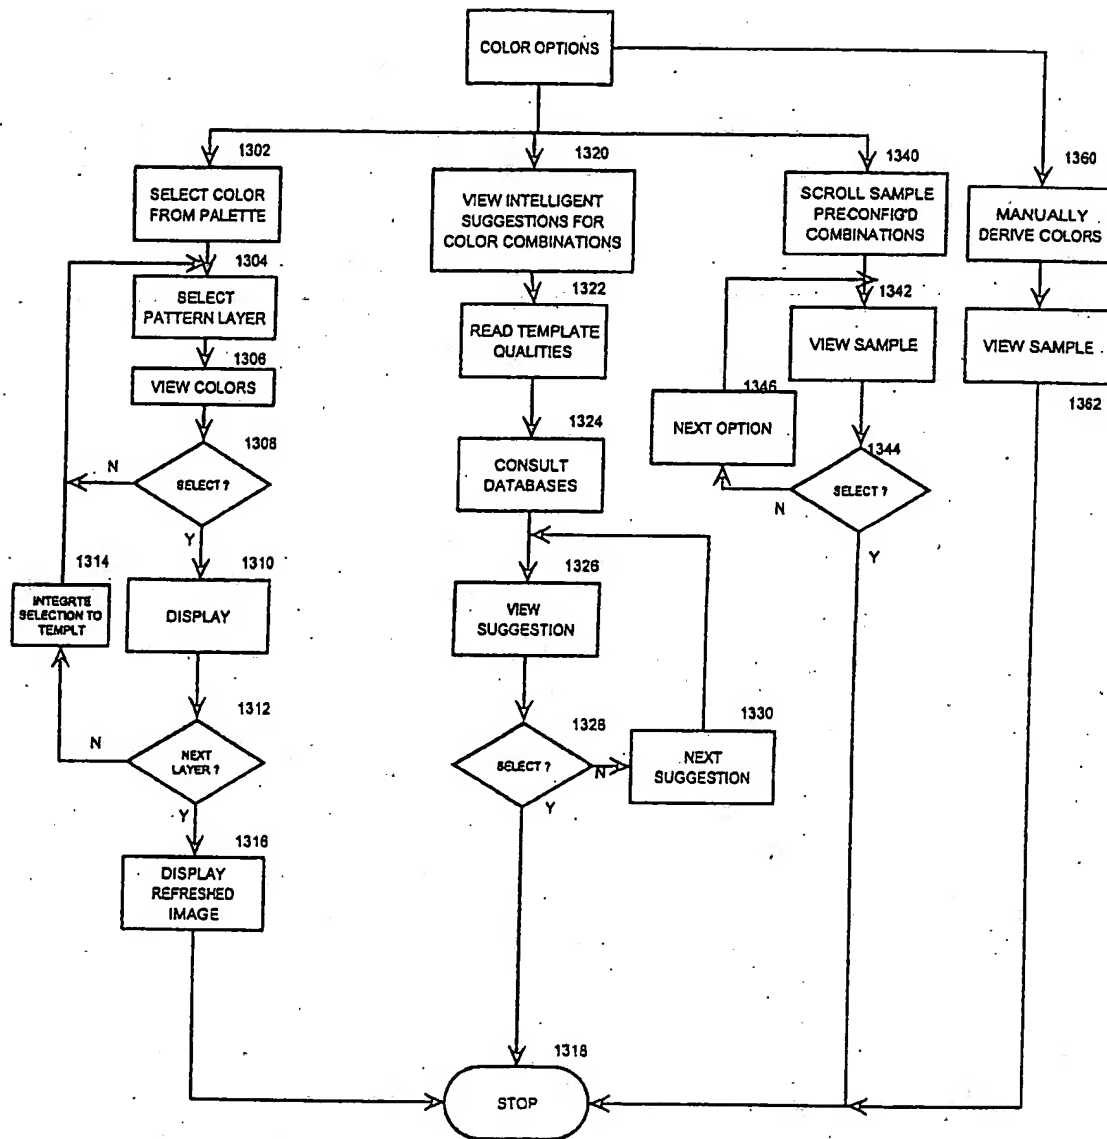 COLOR OPTIONS
1302
SELECT COLOR
FROM PALETTE
1304
SELECT
PATTERN LAYER
1306
VIEW COLORS
1308
SELECT ?
N
Y
1314
INTEGRTE
SELECTION TO
TEMPLT
1310
DISPLAY
1312
NEXT
LAYER ?
N
Y
1316
DISPLAY
REFRESHED
IMAGE
1320
VIEW INTELLIGENT
SUGGESTIONS FOR
COLOR COMBINATIONS
1322
READ TEMPLATE
QUALITIES
1324
CONSULT
DATABASES
1326
VIEW
SUGGESTION
1328
SELECT ?
N
Y
1330
NEXT
SUGGESTION
1340
SCROLL SAMPLE
PRECONFIG'D
COMBINATIONS
1342
VIEW SAMPLE
1346
NEXT OPTION
1344
SELECT ?
N
Y
1360
MANUALLY
DERIVE COLORS
VIEW SAMPLE
1362
1318
STOP